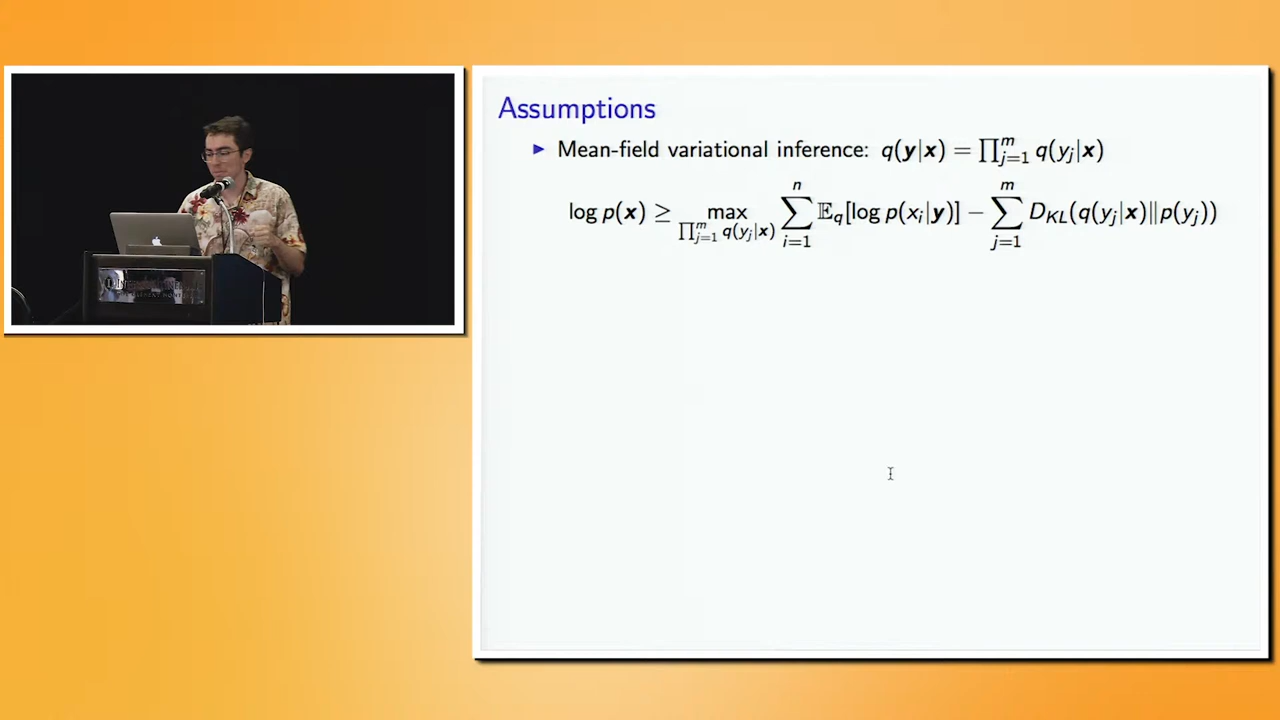 Assumptions
▶ Mean-field variational inference: q(y|x) = ∏_{j=1}^{m} q(y_j|x)
log p(x) ≥ max_{∏_{j=1}^{m} q(y_j|x)} ∑_{i=1}^{n} 𝔼_q[log p(x_i|y)] − ∑_{j=1}^{m} D_{KL}(q(y_j|x)‖p(y_j))